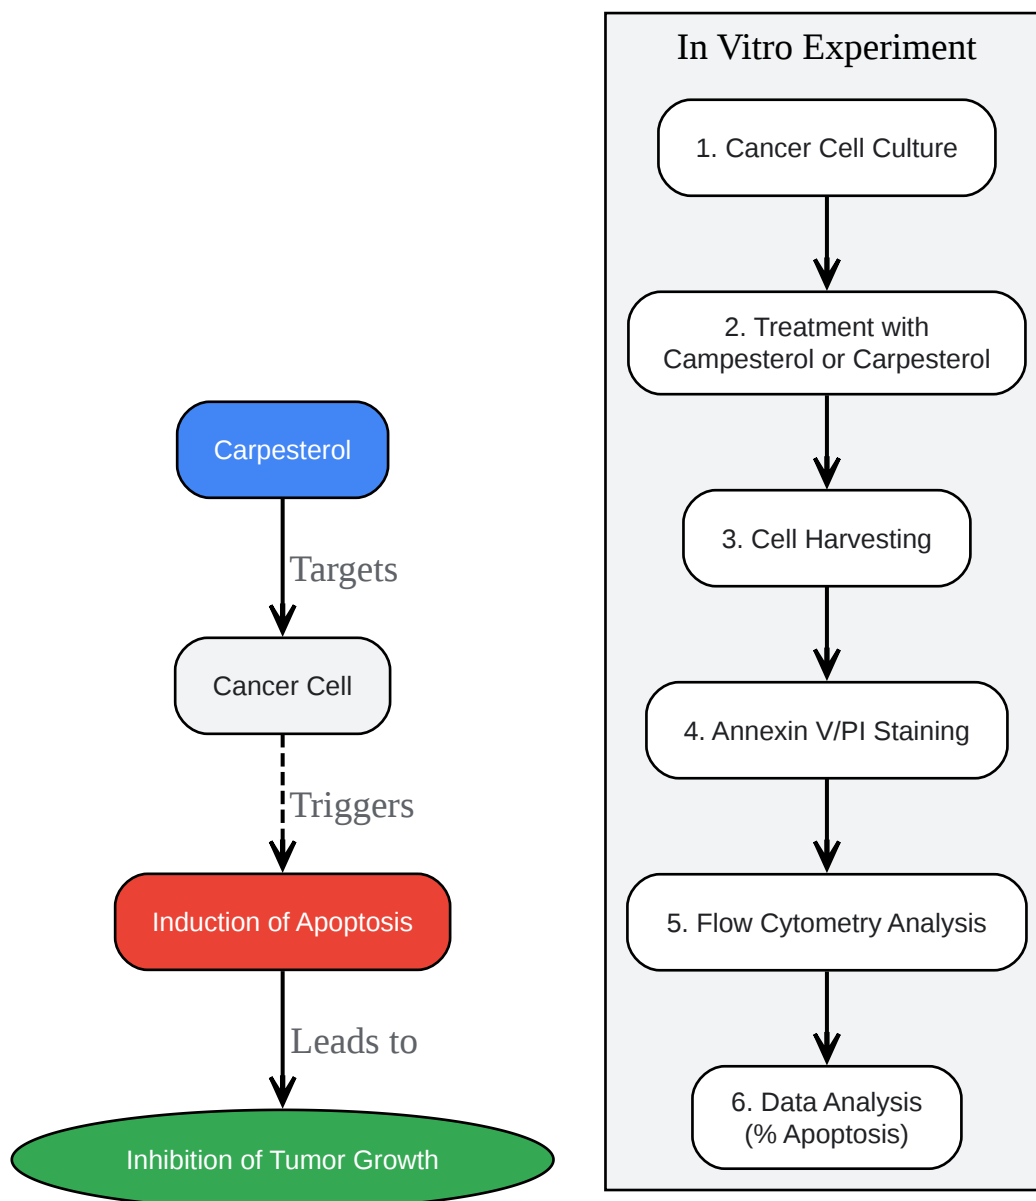 Carpesterol
Targets
Cancer Cell
Triggers
Induction of Apoptosis
Leads to
Inhibition of Tumor Growth
In Vitro Experiment
1. Cancer Cell Culture
2. Treatment with
Campesterol or Carpesterol
3. Cell Harvesting
4. Annexin V/PI Staining
5. Flow Cytometry Analysis
6. Data Analysis
(% Apoptosis)